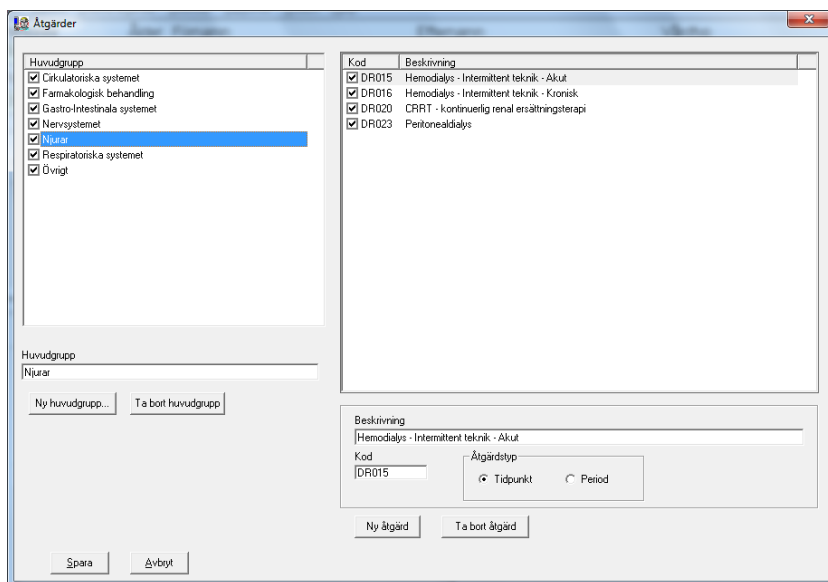 Åtgärder
Huvudgrupp
Cirkulatoriska systemet
Farmakologisk behandling
Gastro-Intestinala systemet
Nervsystemet
Njurar
Respiratoriska systemet
Övrigt
Kod Beskrivning
DR015 Hemodialys - Intermittent teknik - Akut
DR016 Hemodialys - Intermittent teknik - Kronisk
DR020 CRRT - kontinuerlig renal ersättningsterapi
DR023 Peritonealdialys
Huvudgrupp
Njurar
Ny huvudgrupp... Ta bort huvudgrupp
Beskrivning
Hemodialys - Intermittent teknik - Akut
Kod
DR015
Åtgärdstyp
Tidpunkt Period
Ny åtgärd Ta bort åtgärd
Spara Avbryt